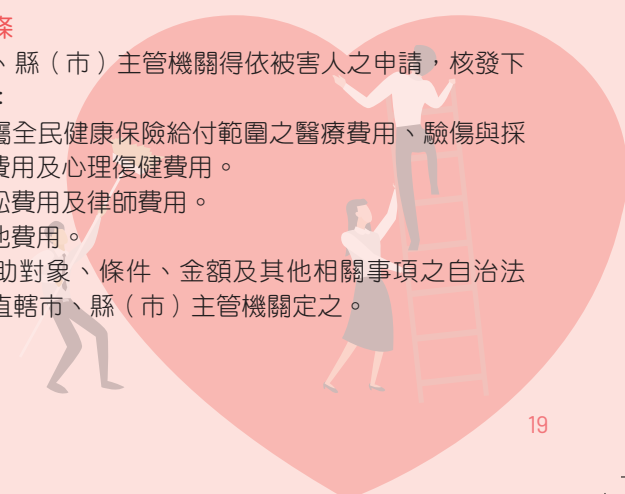 條
、縣（市）主管機關得依被害人之申請，核發下
：
屬全民健康保險給付範圍之醫療費用、驗傷與採
費用及心理復健費用。
訟費用及律師費用。
他費用。
助對象、條件、金額及其他相關事項之自治法
直轄市、縣（市）主管機關定之。
19